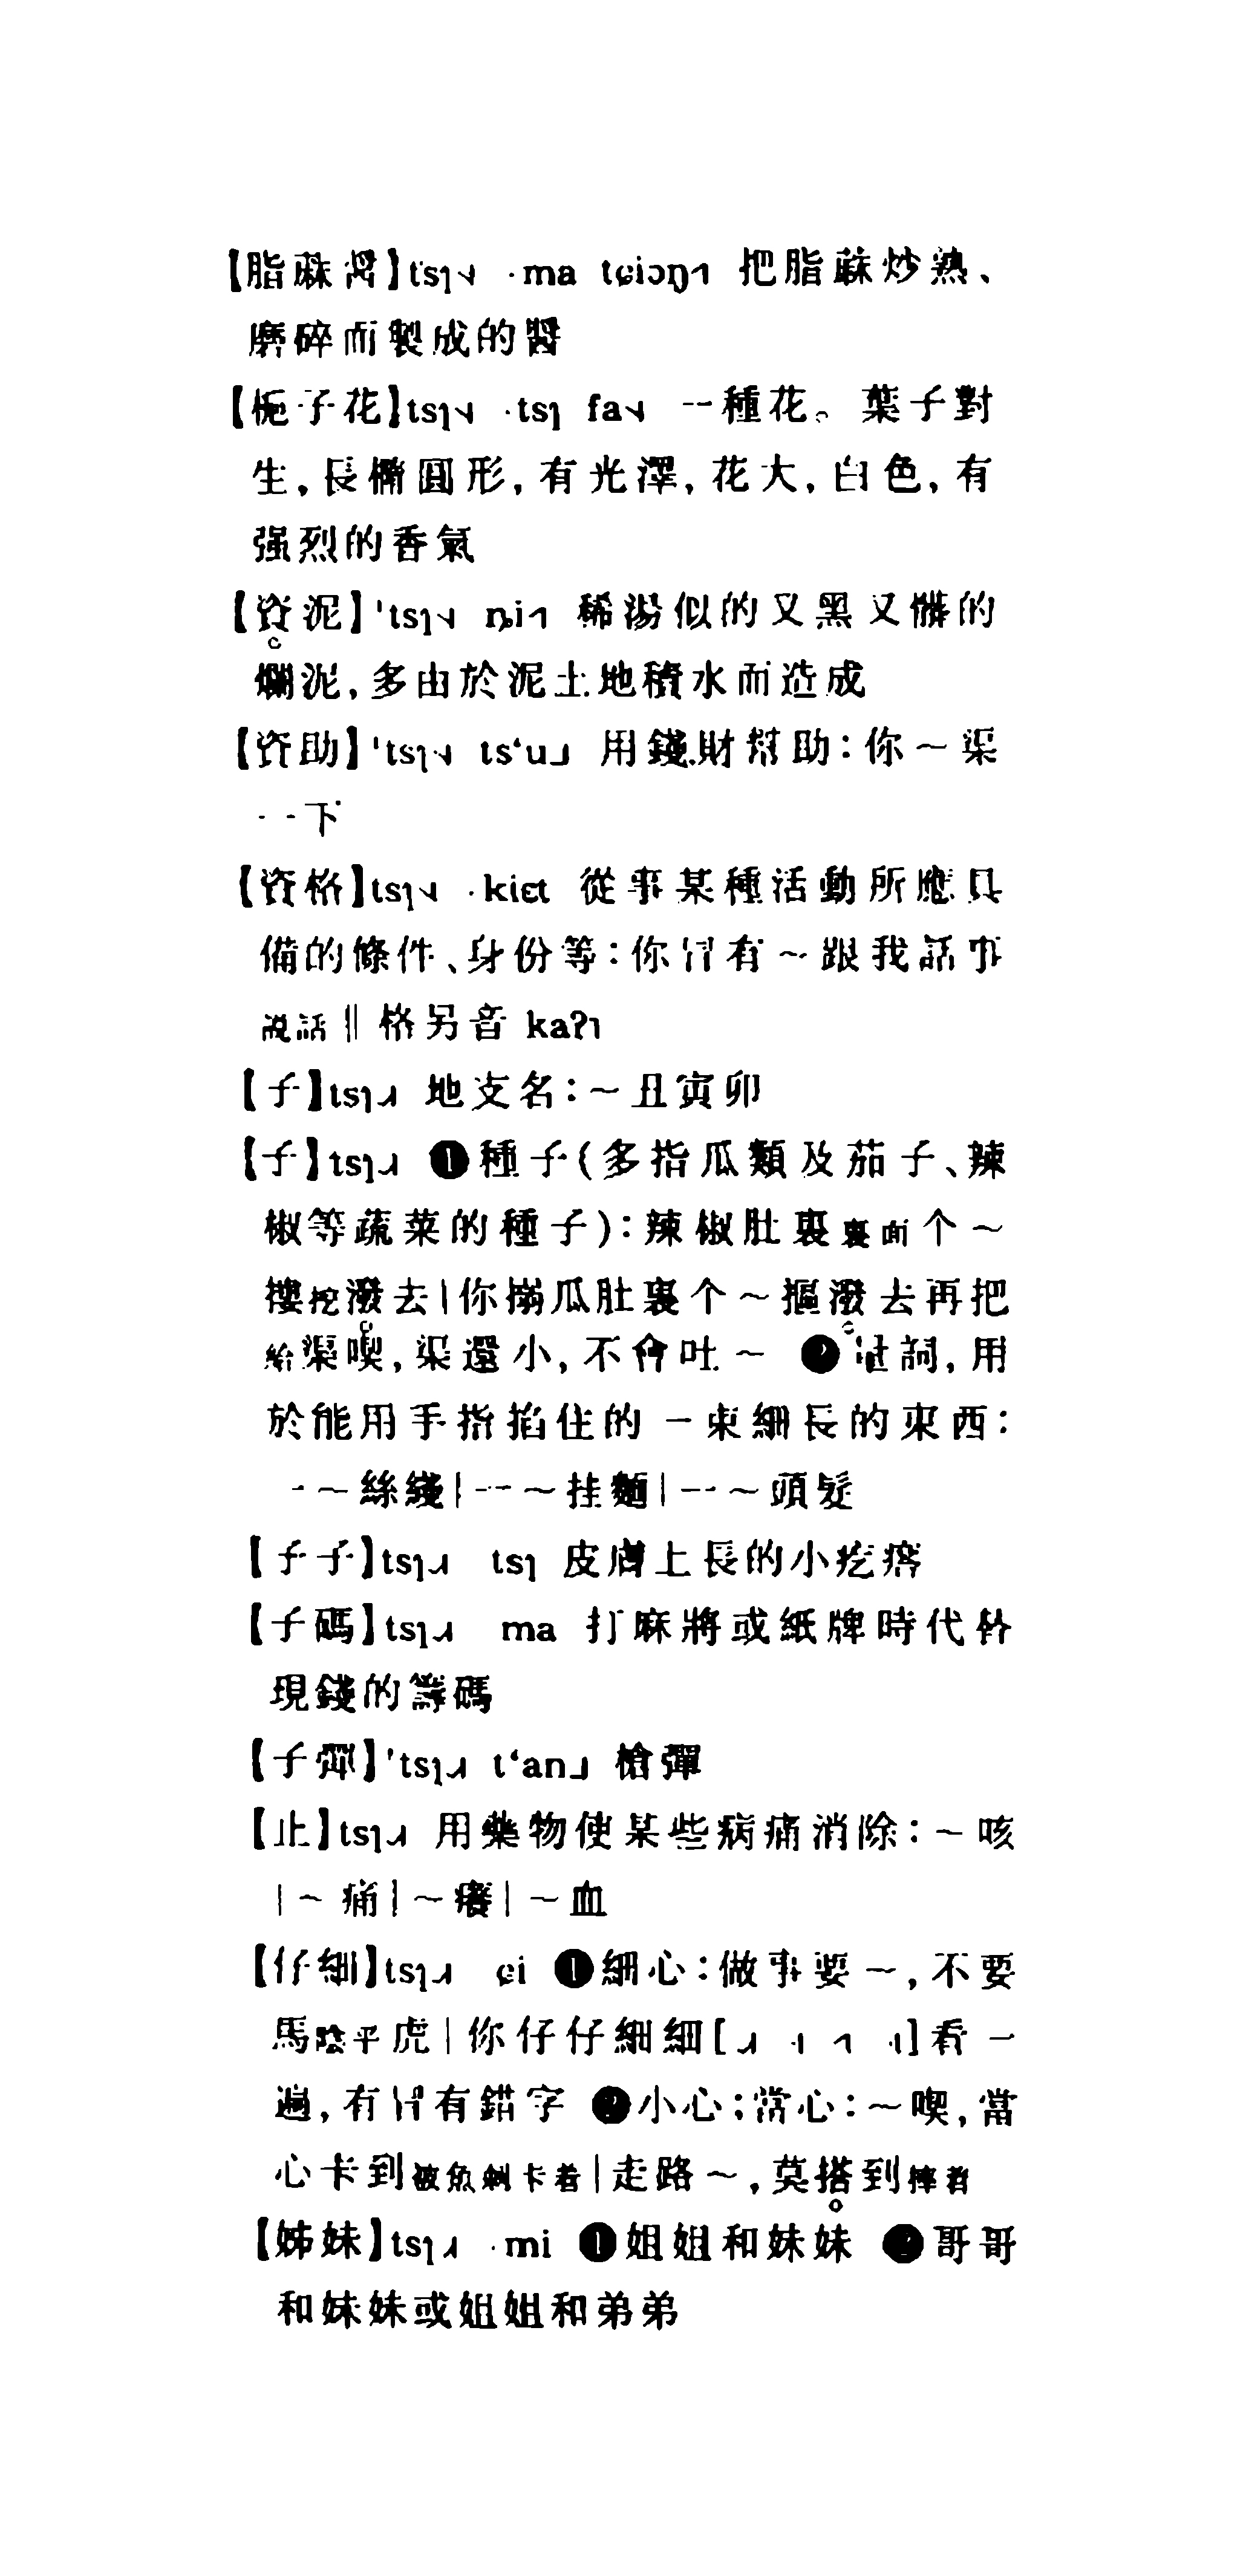 【脂蔴醬】tsɿ˧ ·ma tɕiɔŋ˦ 把脂蔴炒熟、
磨碎而製成的醬
【栀子花】tsɿ˧ ·tsɿ fa˧ 一種花。葉子對
生,長橢圓形,有光澤,花大,白色,有
强烈的香氣
【資泥】'tsɿ˧ ȵi˦ 稀湯似的又黑又髒的
爛泥,多由於泥土地積水而造成
【資助】'tsɿ˧ ts‘u˩ 用錢財幫助:你～渠
一下
【資格】tsɿ˧ ·kiɛt 從事某種活動所應具
備的條件、身份等:你冇有～跟我話事
説話‖格另音 kaʔ˥
【子】tsɿ˨ 地支名:～丑寅卯
【子】tsɿ˨ ❶種子(多指瓜類及茄子、辣
椒等蔬菜的種子):辣椒肚裏裏面个～
摟挖潑去|你㧯瓜肚裏个～摳潑去再把
給渠喫,渠還小,不會吐～ ❷量詞,用
於能用手指掐住的一束細長的東西:
一～絲綫|一～挂麵|一～頭髮
【子子】tsɿ˨ tsɿ 皮膚上長的小疙瘩
【子碼】tsɿ˨ ma 打麻將或紙牌時代替
現錢的籌碼
【子彈】'tsɿ˨ t‘an˩ 槍彈
【止】tsɿ˨ 用藥物使某些病痛消除:～咳
|～痛|～癢|～血
【仔細】tsɿ˨ ɕi ❶細心:做事要～,不要
馬陰平虎|你仔仔細細[˨ ˧ ˦ ˧]看一
遍,有冇有錯字 ❷小心;當心:～喫,當
心卡到被魚刺卡着|走路～,莫搭到摔着
【姊妹】tsɿ˨ ·mi ❶姐姐和妹妹 ❷哥哥
和妹妹或姐姐和弟弟